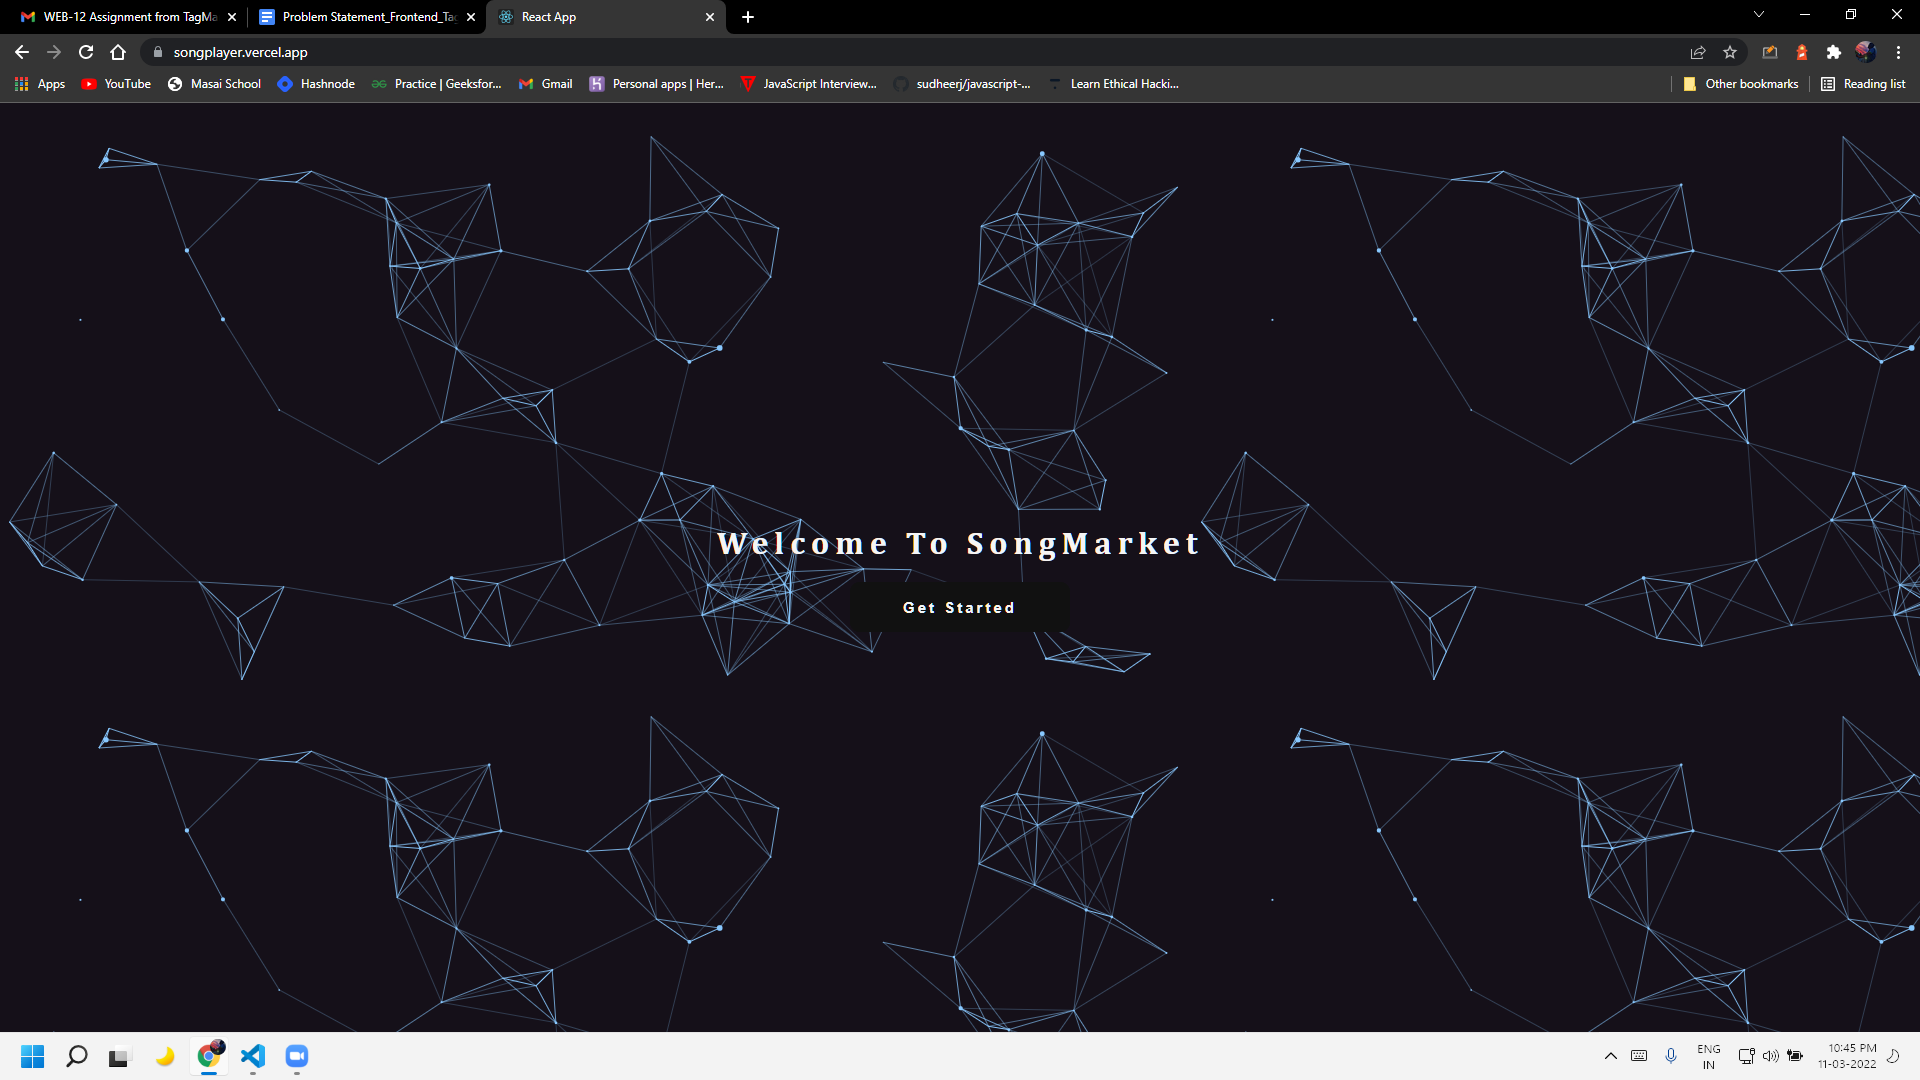 WEB-12 Assignment from TagMa
Problem Statement_Frontend_Ta
React App
songplayer.vercel.app
Apps
YouTube
Masai School
Hashnode
Practice | Geeksfor...
Gmail
Personal apps | Her...
JavaScript Interview...
sudheerj/javascript-...
Learn Ethical Hacki...
Other bookmarks
Reading list
Welcome To SongMarket
Get Started
ENG
IN
10:45 PM
11-03-2022